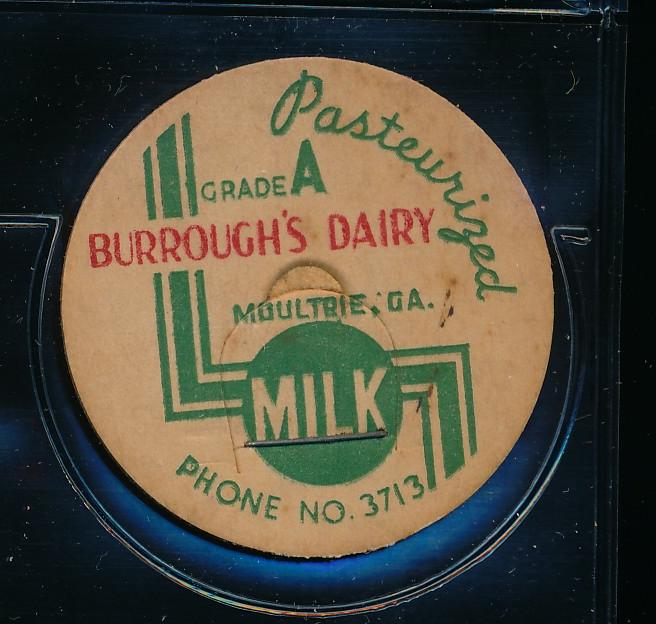 Pasteurized
GRADE A
BURROUGH'S DAIRY
MOULTRIE, GA.
MILK
PHONE NO. 3713